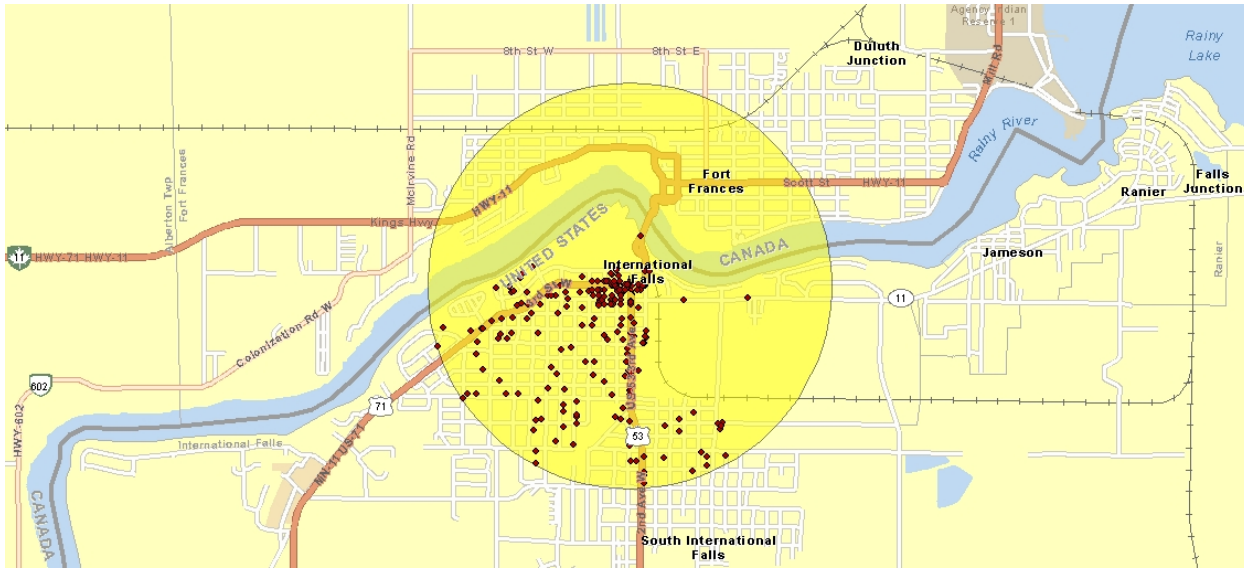 Agency Indian
Reserve 1
Rainy
Lake
8th St W
8th St E
Duluth
Junction
Mill Rd
Rainy River
McIrvine Rd
Alberton Twp
Fort Frances
HWY-11
Fort
Frances
Scott St
HWY-11
Ranier
Falls
Junction
Kings Hwy
11
HWY-71 HWY-11
UNITED STATES
CANADA
Jameson
Ranier
International
Falls
3rd St W
11
Colonization Rd W
602
71
HWY-602
International Falls
53
MN-11 US-71
CANADA
2nd Ave W
South International
Falls